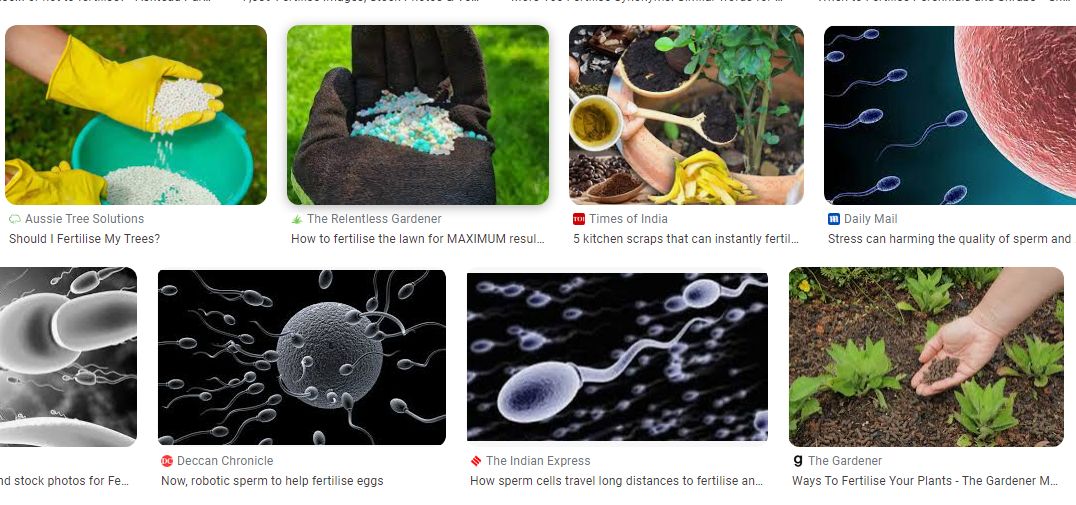 Aussie Tree Solutions
Should I Fertilise My Trees?
The Relentless Gardener
How to fertilise the lawn for MAXIMUM resul...
TOI Times of India
5 kitchen scraps that can instantly fertil...
Daily Mail
Stress can harming the quality of sperm and
nd stock photos for Fe...
DC Deccan Chronicle
Now, robotic sperm to help fertilise eggs
The Indian Express
How sperm cells travel long distances to fertilise an...
g The Gardener
Ways To Fertilise Your Plants - The Gardener M...